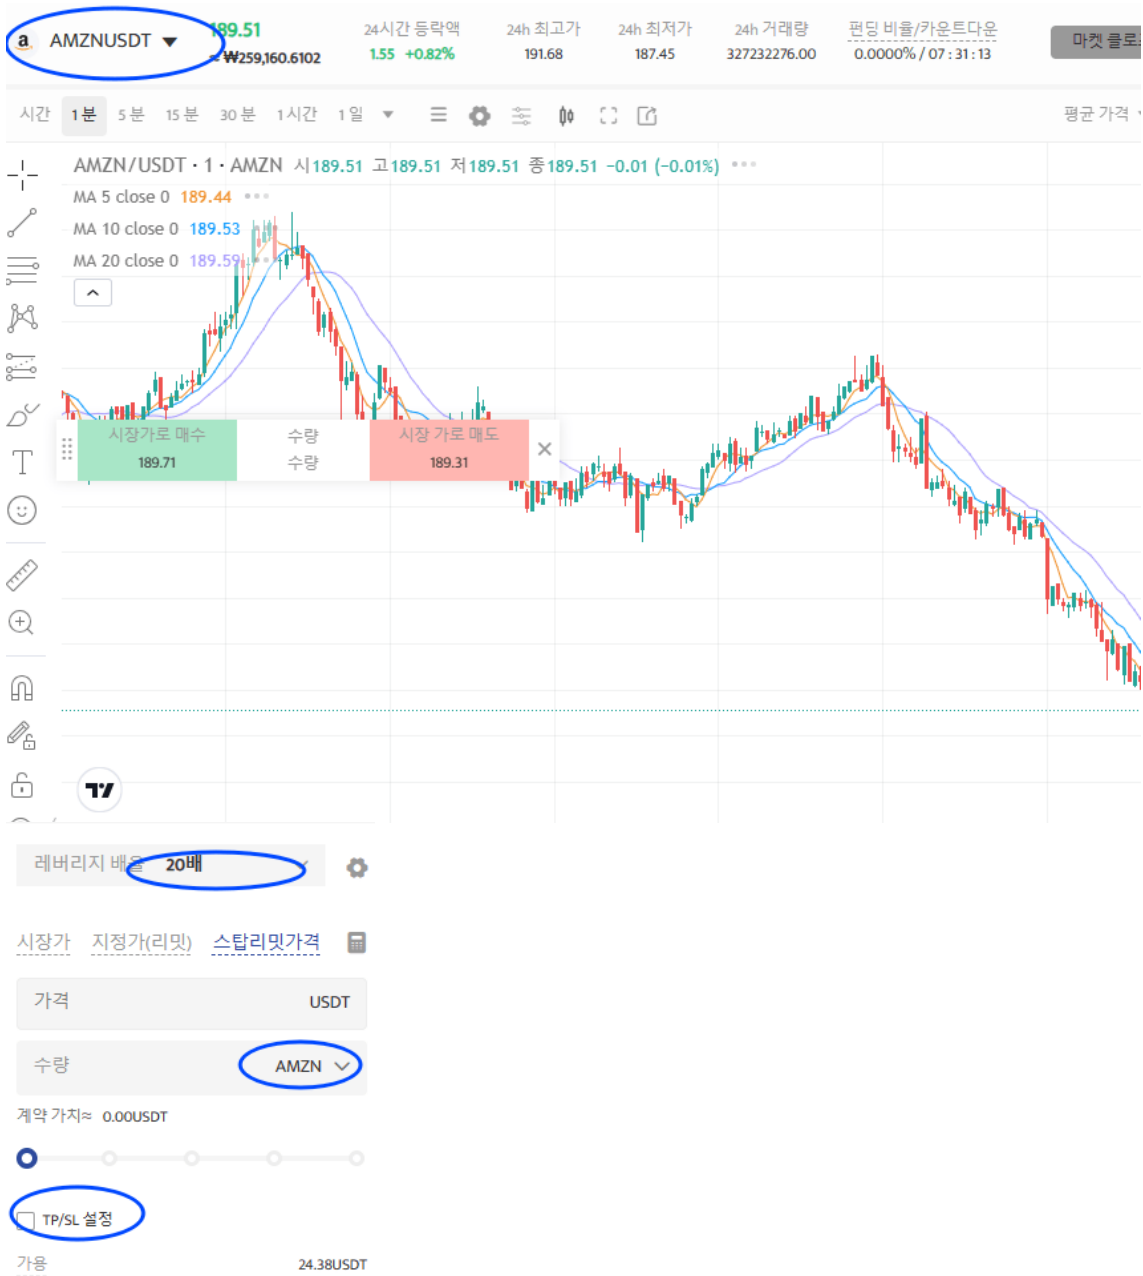 AMZNUSDT
189.51
≈ ₩259,160.6102
24시간 등락액
1.55 +0.82%
24h 최고가
191.68
24h 최저가
187.45
24h 거래량
327232276.00
펀딩 비율/카운트다운
0.0000% / 07 : 31 : 13
마켓 클로
시간 1분 5분 15분 30분 1시간 1일
평균 가격
AMZN/USDT · 1 · AMZN 시189.51 고189.51 저189.51 종189.51 −0.01 (−0.01%)
MA 5 close 0 189.44
MA 10 close 0 189.53
MA 20 close 0 189.59
시장가로 매수 수량 시장 가로 매도
189.71 수량 189.31
레버리지 배율 20배
시장가 지정가(리밋) 스탑리밋가격
가격 USDT
수량 AMZN
계약 가치≈ 0.00USDT
TP/SL 설정
가용 24.38USDT